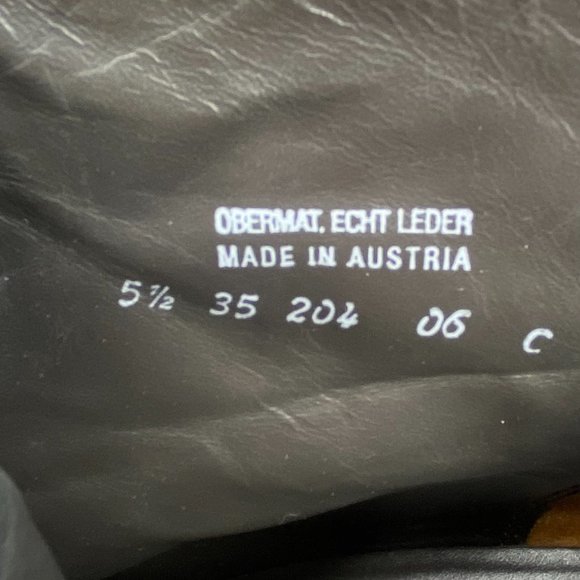 OBERMAT. ECHT LEDER
MADE IN AUSTRIA
5½ 35 204 06 C